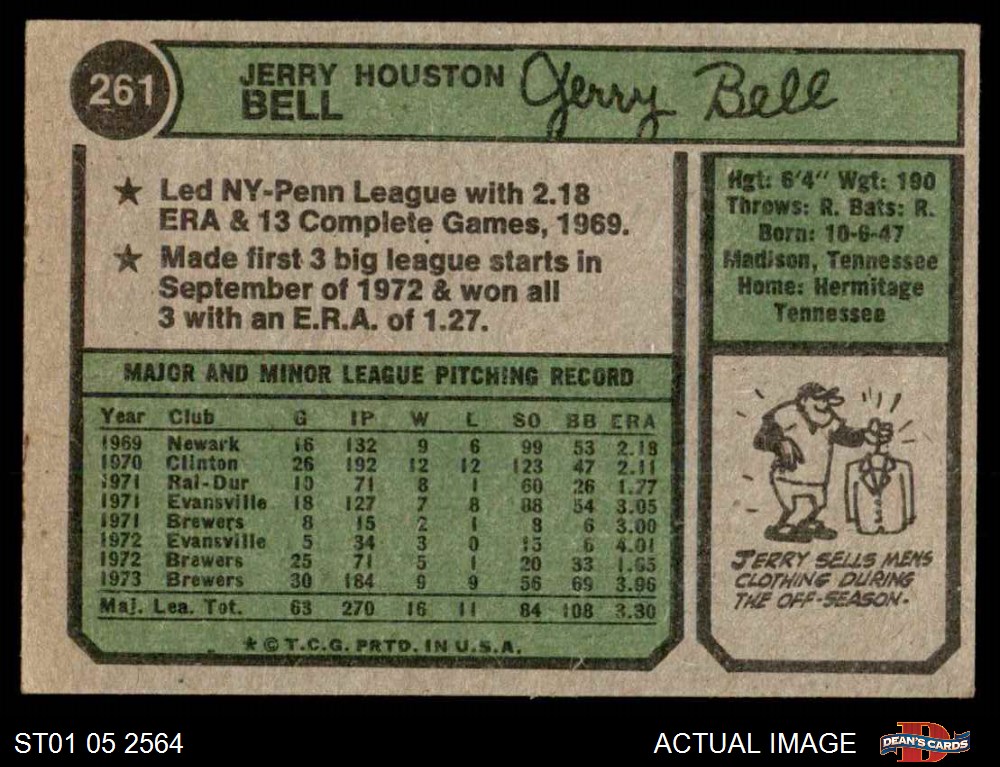 261
JERRY HOUSTON
BELL
Jerry Bell
★ Led NY-Penn League with 2.18
ERA & 13 Complete Games, 1969.
★ Made first 3 big league starts in
September of 1972 & won all
3 with an E.R.A. of 1.27.
Hgt: 6'4" Wgt: 190
Throws: R. Bats: R.
Born: 10-6-47
Madison, Tennessee
Home: Hermitage
Tennessee
MAJOR AND MINOR LEAGUE PITCHING RECORD
Year Club G IP W L SO BB ERA
1969 Newark 16 132 9 6 99 53 2.18
1970 Clinton 26 192 12 12 123 47 2.11
1971 Ral-Dur 10 71 8 1 60 26 1.77
1971 Evansville 18 127 7 8 88 54 3.05
1971 Brewers 8 15 2 1 8 6 3.00
1972 Evansville 5 34 3 0 15 6 4.01
1972 Brewers 25 71 5 1 20 33 1.65
1973 Brewers 30 184 9 9 56 69 3.96
Maj. Lea. Tot. 63 270 16 11 84 108 3.30
★ © T.C.G. PRTD. IN U.S.A.
JERRY SELLS MENS
CLOTHING DURING
THE OFF-SEASON.
ST01 05 2564
ACTUAL IMAGE
D
DEAN'S CARDS